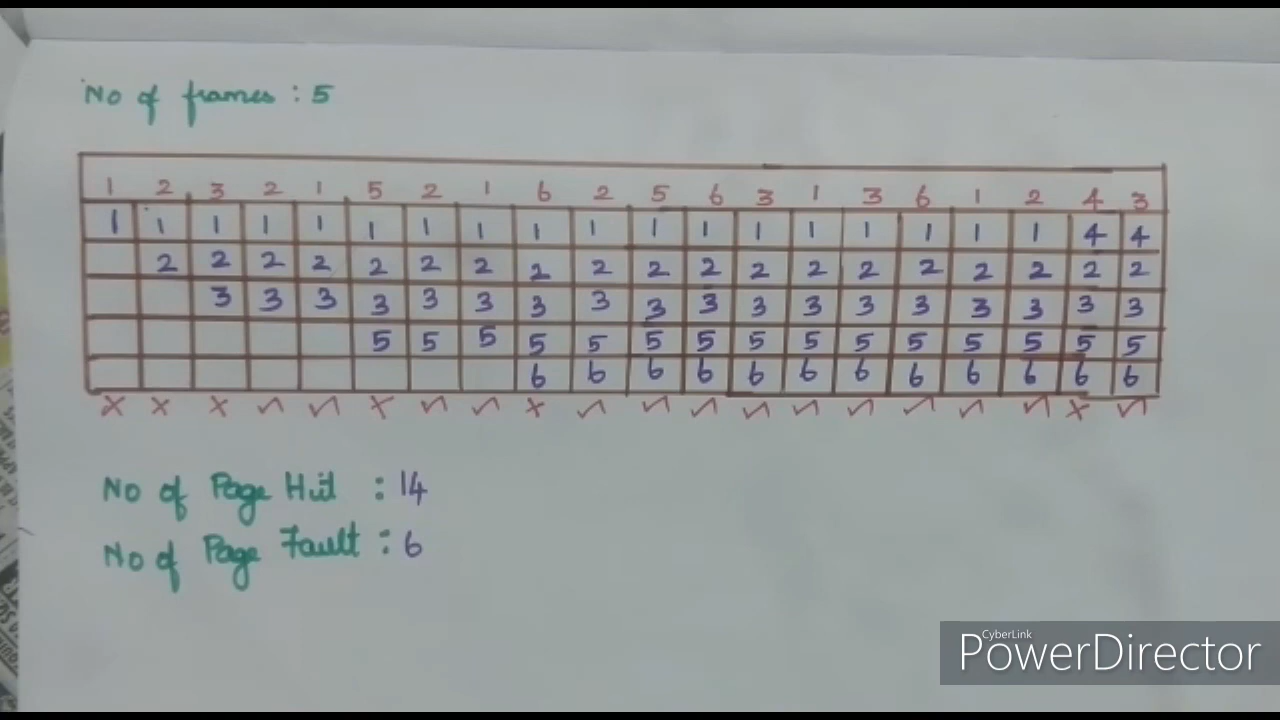 No of frames : 5
1 2 3 2 1 5 2 1 6 2 5 6 3 1 3 6 1 2 4 3
1 1 1 1 1 1 1 1 1 1 1 1 1 1 1 1 1 1 4 4
2 2 2 2 2 2 2 2 2 2 2 2 2 2 2 2 2 2 2
3 3 3 3 3 3 3 3 3 3 3 3 3 3 3 3 3 3
5 5 5 5 5 5 5 5 5 5 5 5 5 5 5
6 6 6 6 6 6 6 6 6 6 6 6
x x x ✓ ✓ x ✓ ✓ x ✓ ✓ ✓ ✓ ✓ ✓ ✓ ✓ ✓ x ✓
No of Page Hit : 14
No of Page Fault : 6
CyberLink
PowerDirector